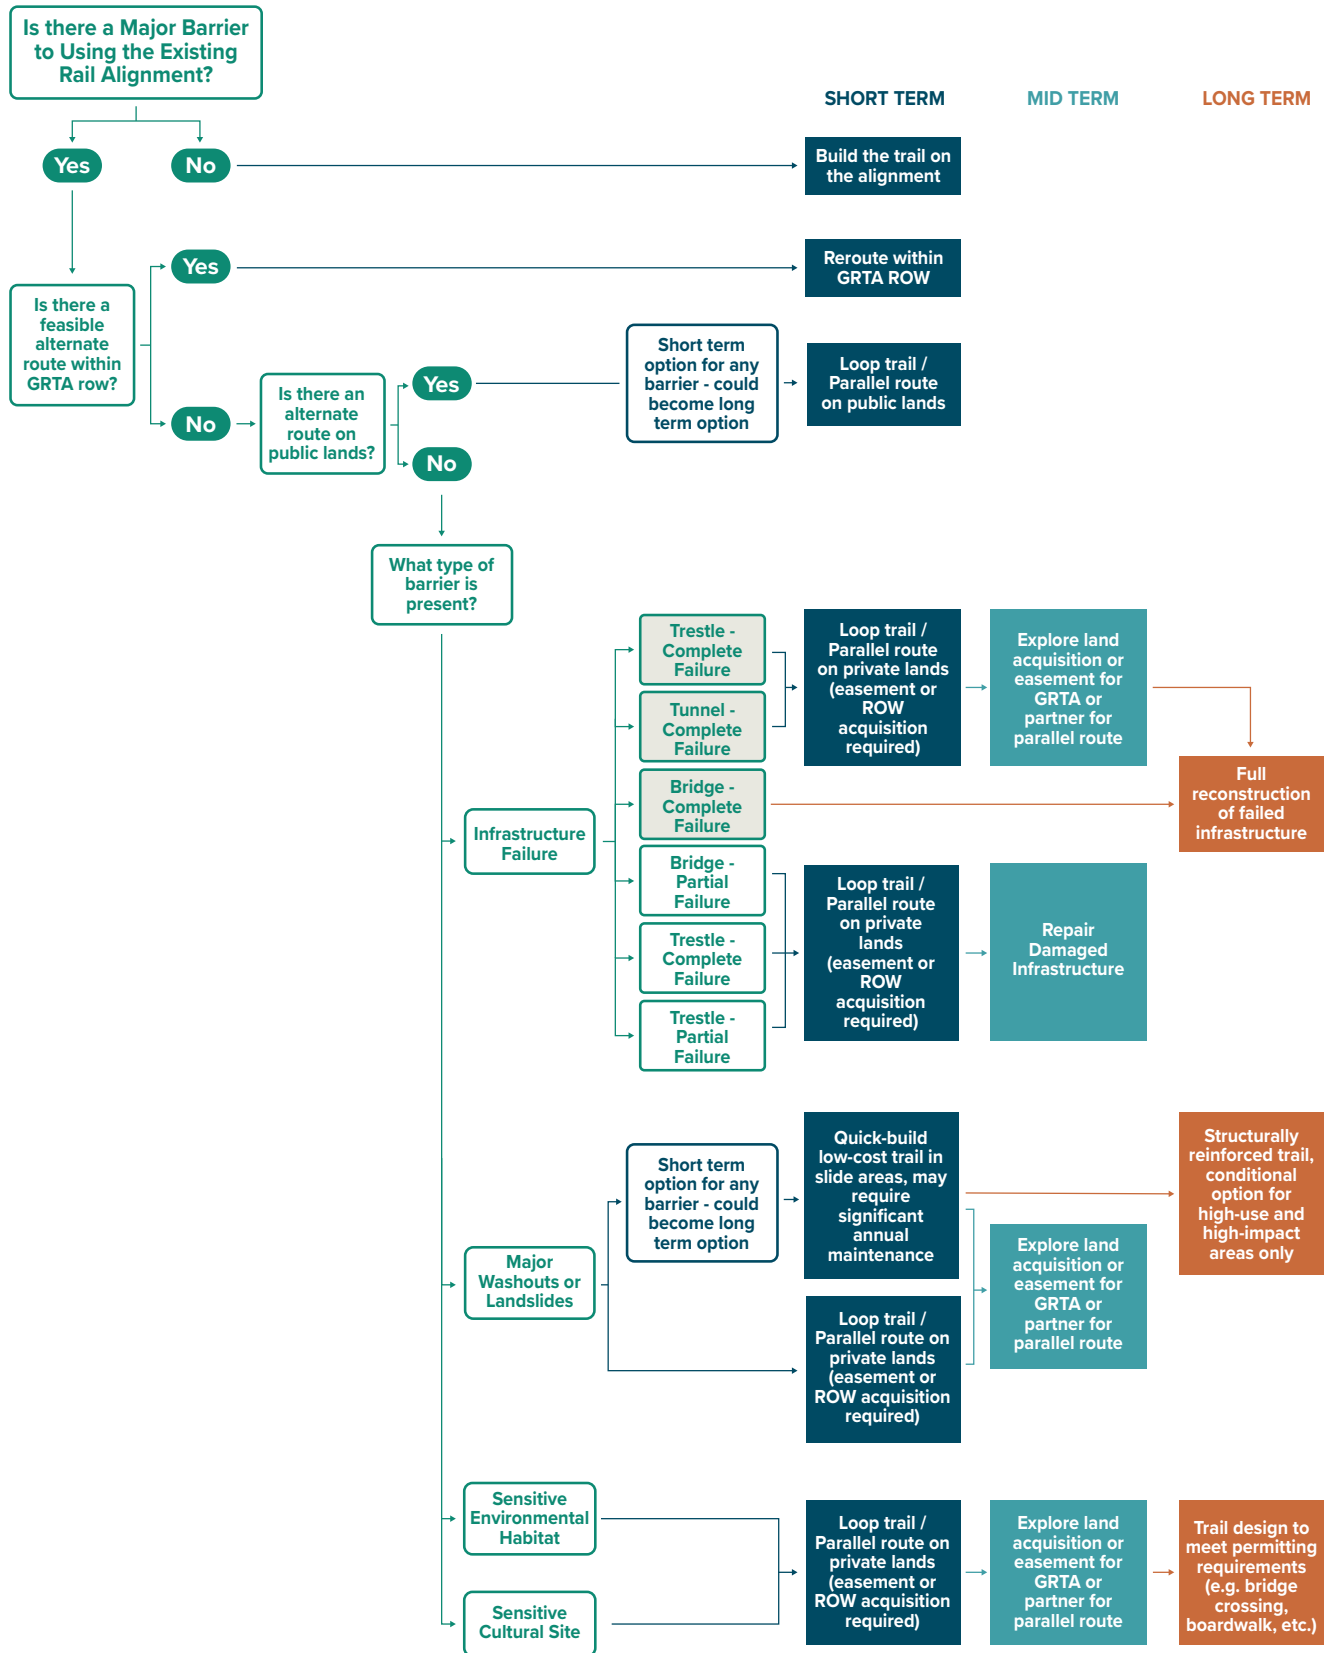 Is there a Major Barrier
to Using the Existing
Rail Alignment?
SHORT TERM
MID TERM
LONG TERM
Yes
No
Build the trail on
the alignment
Yes
Reroute within
GRTA ROW
Is there a
feasible
alternate
route within
GRTA row?
No
Is there an
alternate
route on
public lands?
Yes
Short term
option for any
barrier - could
become long
term option
Loop trail /
Parallel route
on public lands
No
What type of
barrier is
present?
Infrastructure
Failure
Trestle -
Complete
Failure
Tunnel -
Complete
Failure
Loop trail /
Parallel route
on private lands
(easement or
ROW
acquisition
required)
Explore land
acquisition or
easement for
GRTA or
partner for
parallel route
Bridge -
Complete
Failure
Full
reconstruction
of failed
infrastructure
Bridge -
Partial
Failure
Trestle -
Complete
Failure
Trestle -
Partial
Failure
Loop trail /
Parallel route
on private
lands
(easement or
ROW
acquisition
required)
Repair
Damaged
Infrastructure
Major
Washouts or
Landslides
Short term
option for any
barrier - could
become long
term option
Quick-build
low-cost trail in
slide areas, may
require
significant
annual
maintenance
Structurally
reinforced trail,
conditional
option for
high-use and
high-impact
areas only
Loop trail /
Parallel route on
private lands
(easement or
ROW acquisition
required)
Explore land
acquisition or
easement for
GRTA or
partner for
parallel route
Sensitive
Environmental
Habitat
Sensitive
Cultural Site
Loop trail /
Parallel route on
private lands
(easement or
ROW acquisition
required)
Explore land
acquisition or
easement for
GRTA or
partner for
parallel route
Trail design to
meet permitting
requirements
(e.g. bridge
crossing,
boardwalk, etc.)